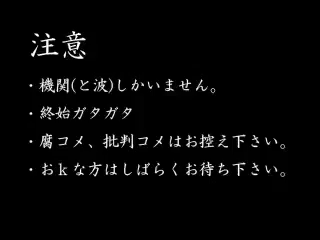 注意
・機関(と波)しかいません。
・終始ガタガタ
・腐コメ、批判コメはお控え下さい。
・おｋな方はしばらくお待ち下さい。